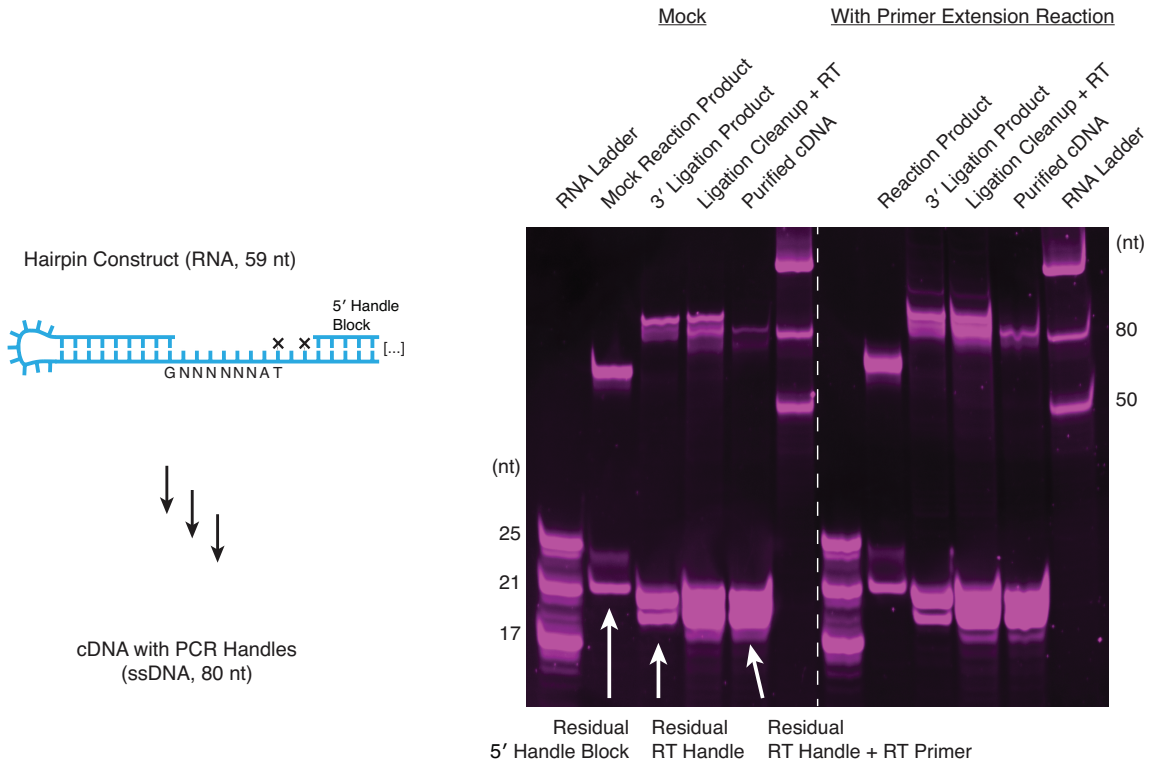 Mock
With Primer Extension Reaction
RNA Ladder
Mock Reaction Product
3′ Ligation Product
Ligation Cleanup + RT
Purified cDNA
Reaction Product
3′ Ligation Product
Ligation Cleanup + RT
Purified cDNA
RNA Ladder
Hairpin Construct (RNA, 59 nt)
5′ Handle
Block
[...]
GNNNNNNAT
cDNA with PCR Handles
(ssDNA, 80 nt)
(nt)
25
21
17
(nt)
80
50
Residual
5′ Handle Block
Residual
RT Handle
Residual
RT Handle + RT Primer